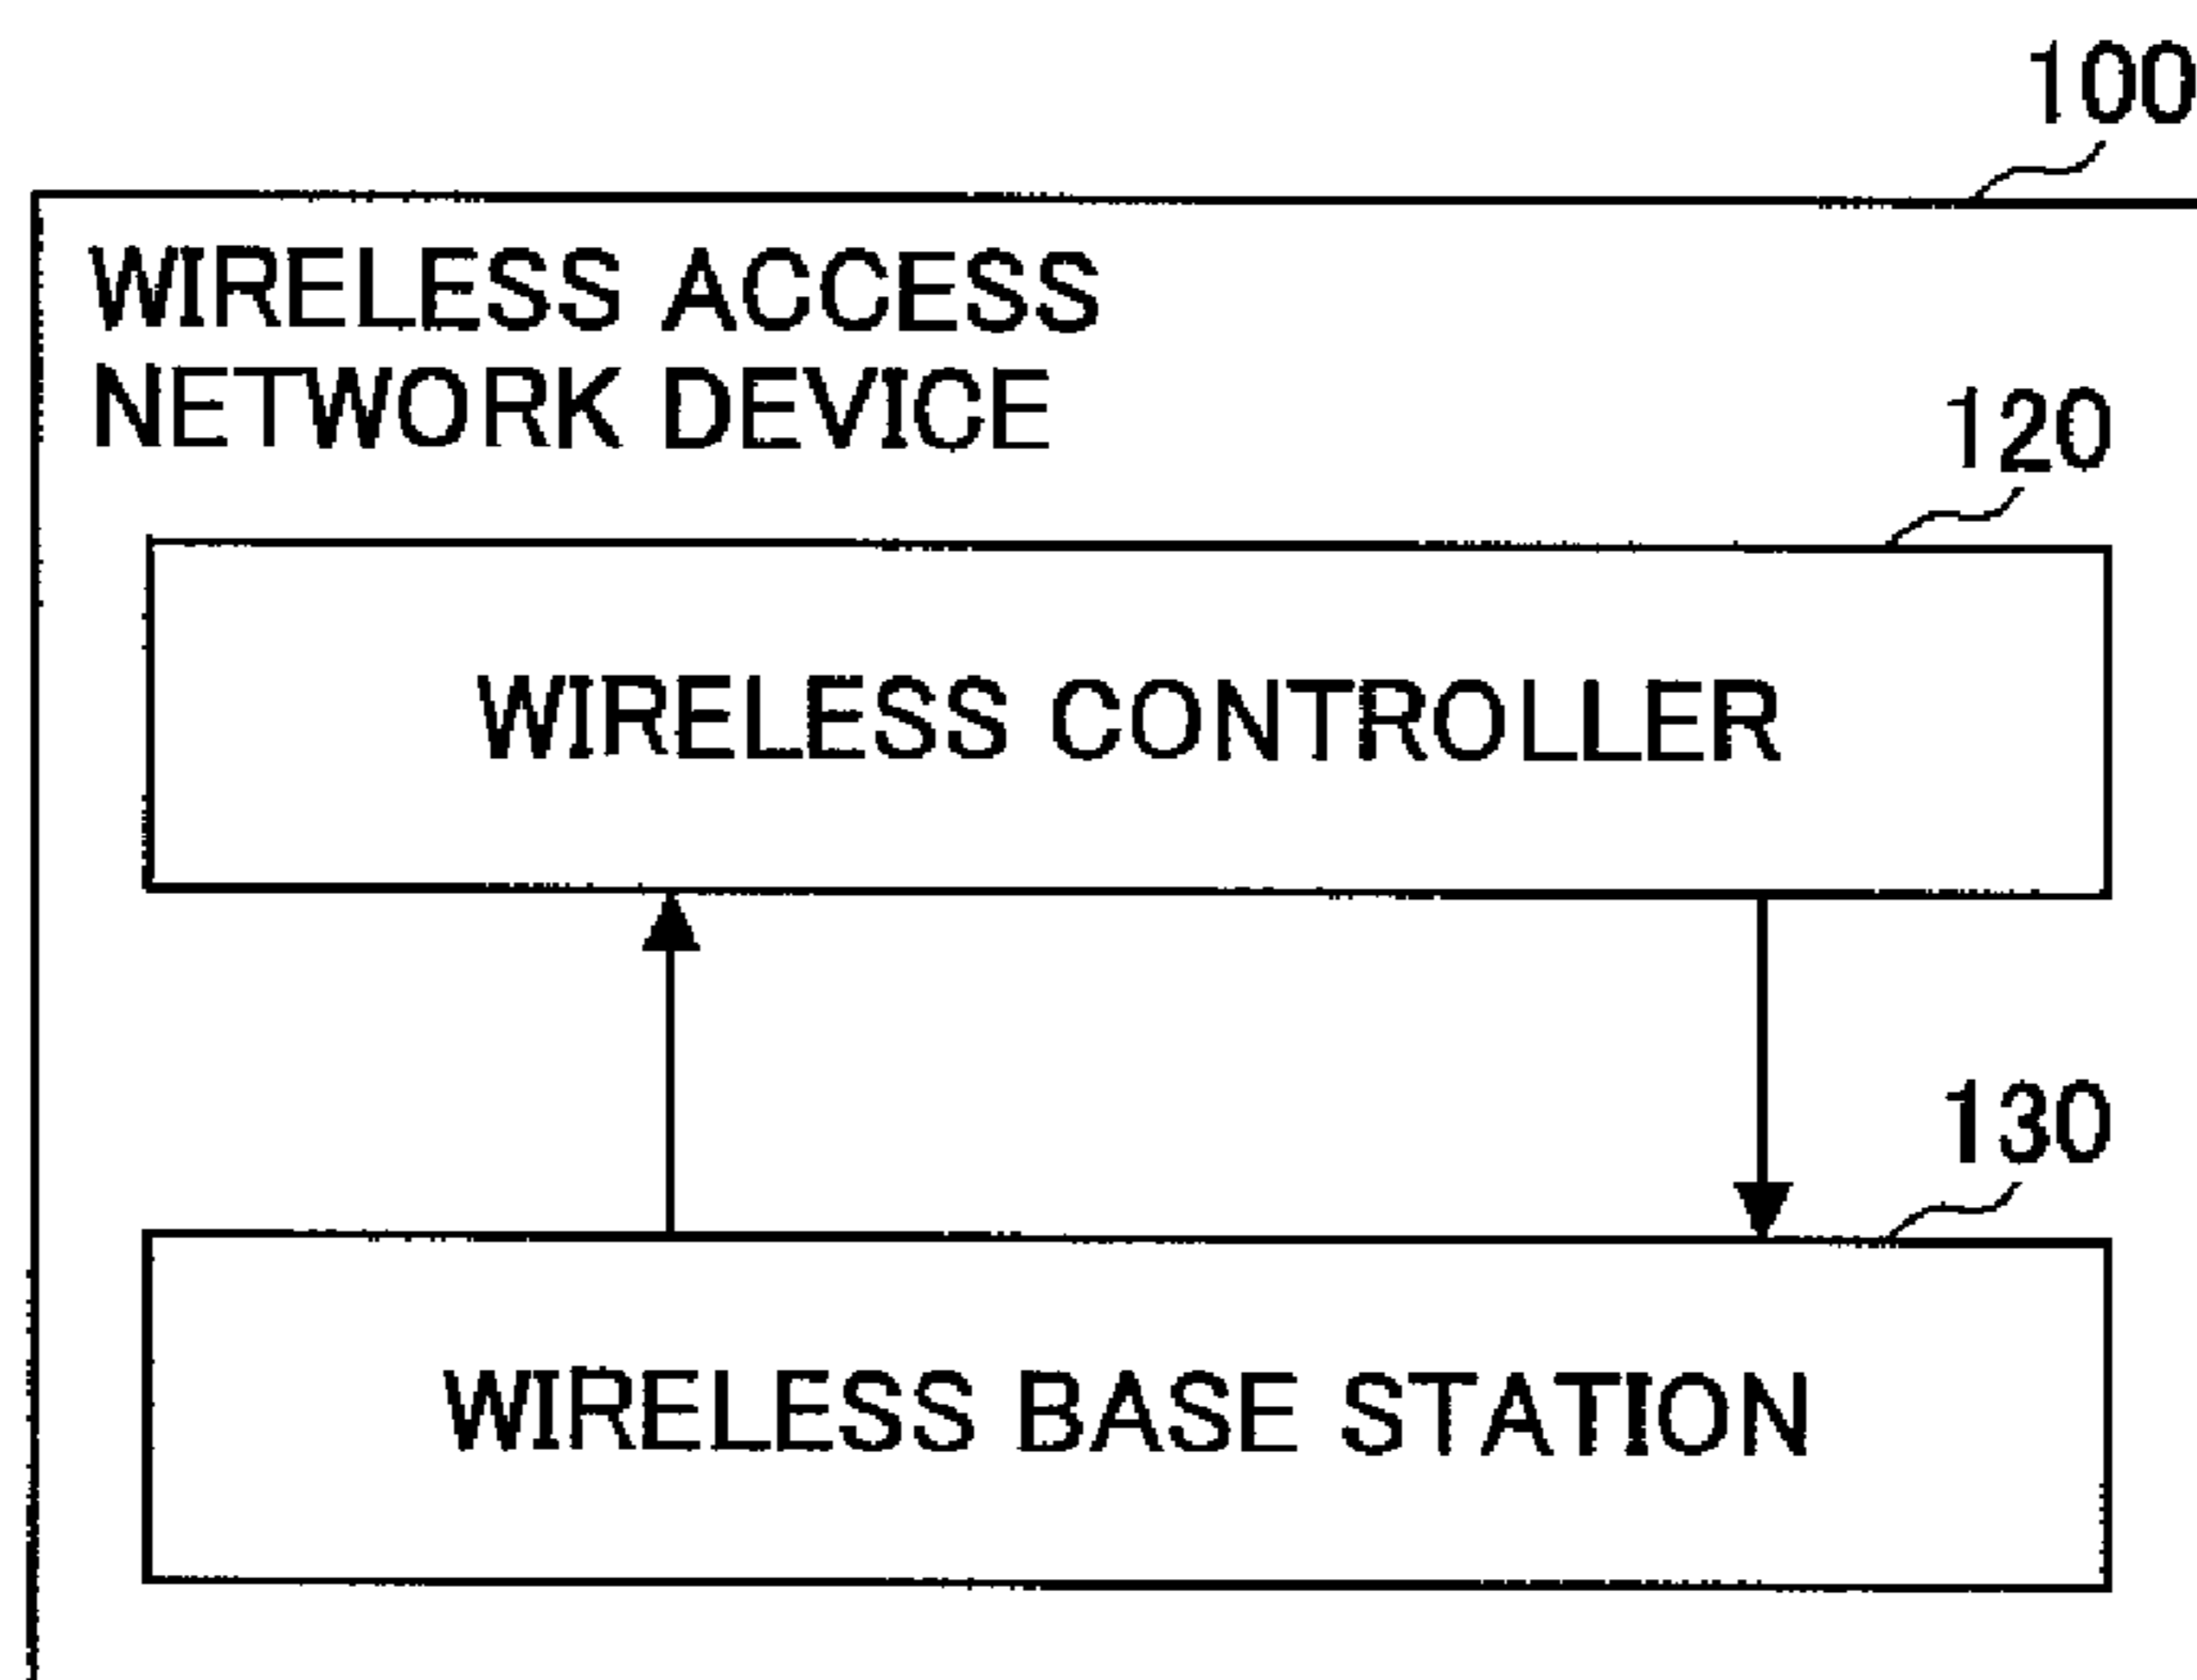 100
WIRELESS ACCESS
NETWORK DEVICE
120
WIRELESS CONTROLLER
130
WIRELESS BASE STATION